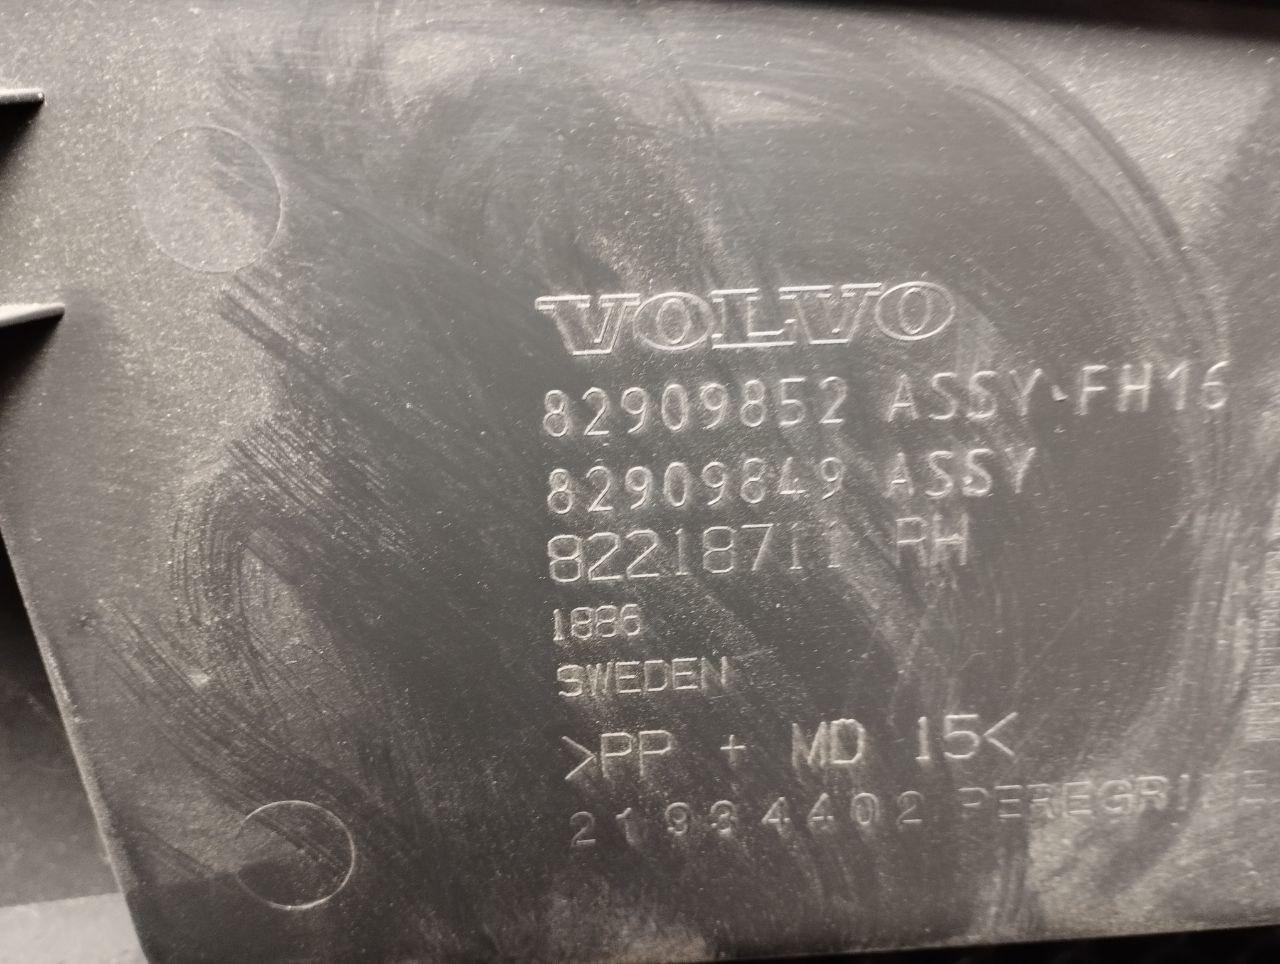 VOLVO
82909852 ASSY FH16
82909849 ASSY
82218711 RH
1886
SWEDEN
>PP + MD 15<
21934402